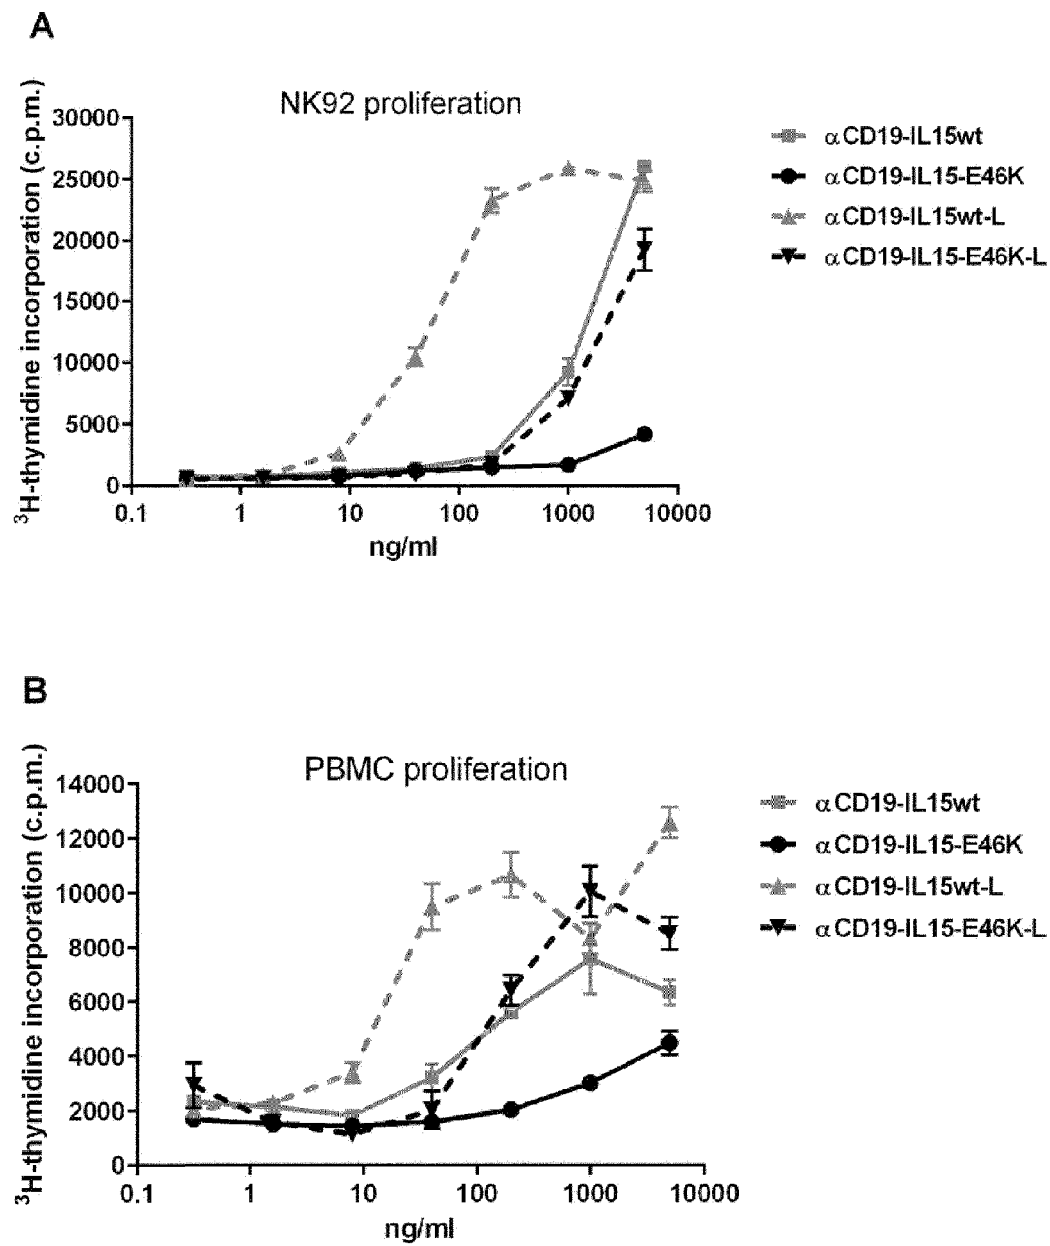 A
NK92 proliferation
³H-thymidine incorporation (c.p.m.)
30000
25000
20000
15000
10000
5000
0
0.1 1 10 100 1000 10000
ng/ml
αCD19-IL15wt
αCD19-IL15-E46K
αCD19-IL15wt-L
αCD19-IL15-E46K-L
B
PBMC proliferation
³H-thymidine incorporation (c.p.m.)
14000
12000
10000
8000
6000
4000
2000
0
0.1 1 10 100 1000 10000
ng/ml
αCD19-IL15wt
αCD19-IL15-E46K
αCD19-IL15wt-L
αCD19-IL15-E46K-L